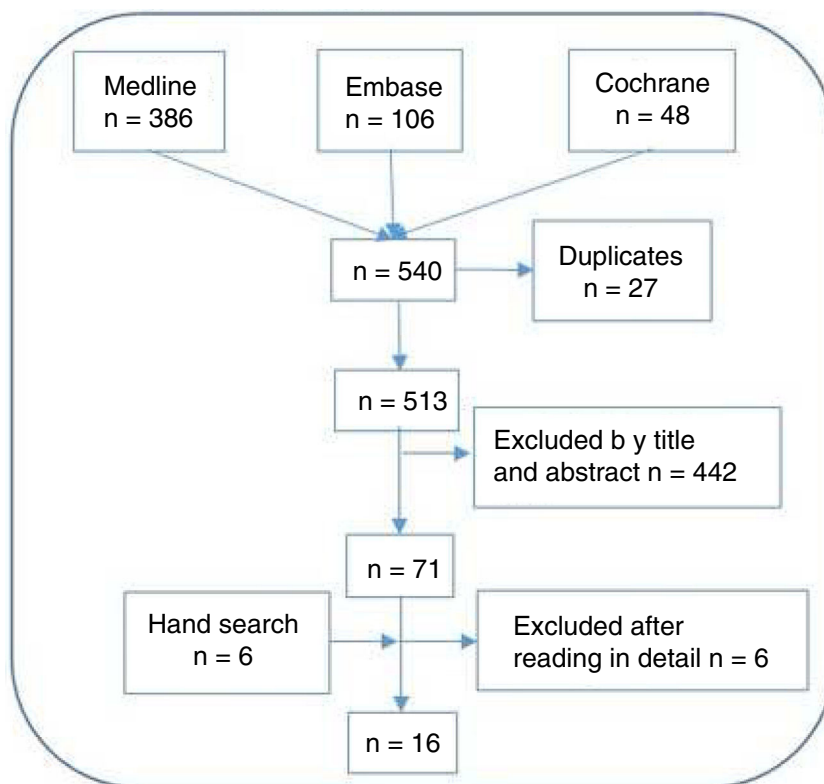 Medline
n = 386
Embase
n = 106
Cochrane
n = 48
n = 540
Duplicates
n = 27
n = 513
Excluded b y title
and abstract n = 442
n = 71
Hand search
n = 6
Excluded after
reading in detail n = 6
n = 16